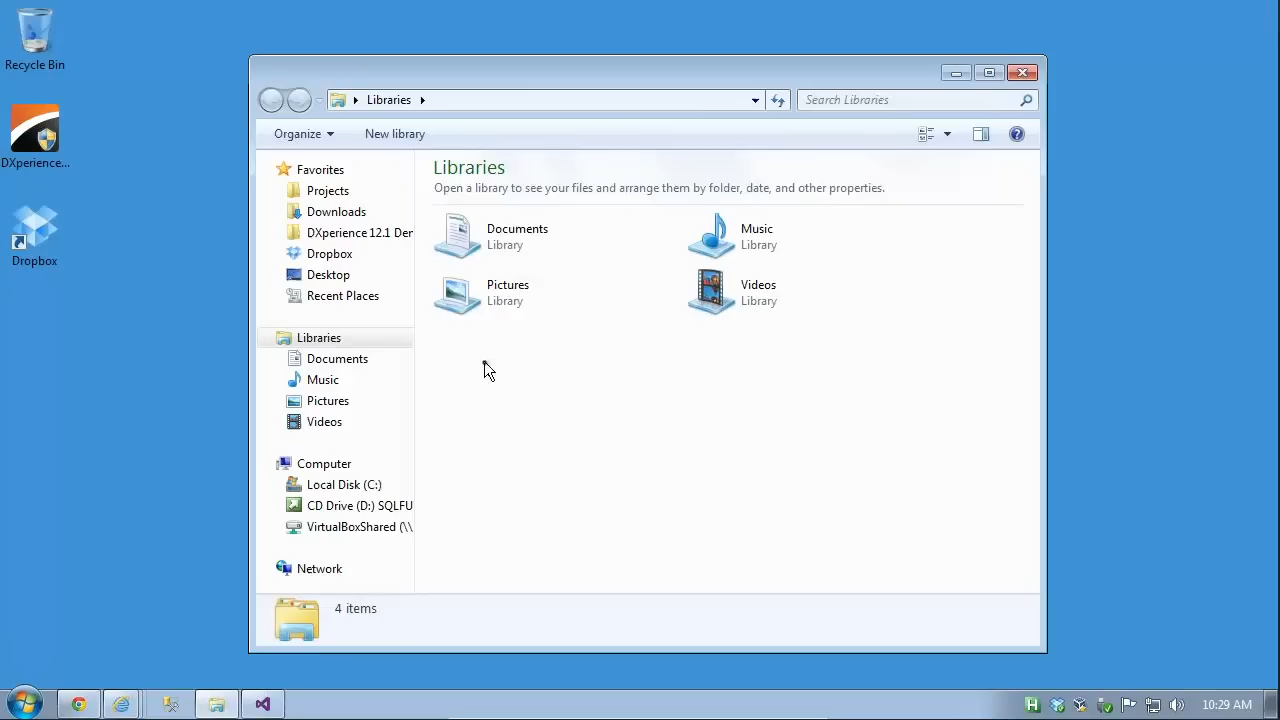 Recycle Bin
DXperience...
Dropbox
Libraries
Search Libraries
Organize
New library
Favorites
Projects
Downloads
DXperience 12.1 Der
Dropbox
Desktop
Recent Places
Libraries
Documents
Music
Pictures
Videos
Computer
Local Disk (C:)
CD Drive (D:) SQLFU
VirtualBoxShared (\\
Network
Libraries
Open a library to see your files and arrange them by folder, date, and other properties.
Documents
Library
Music
Library
Pictures
Library
Videos
Library
4 items
10:29 AM